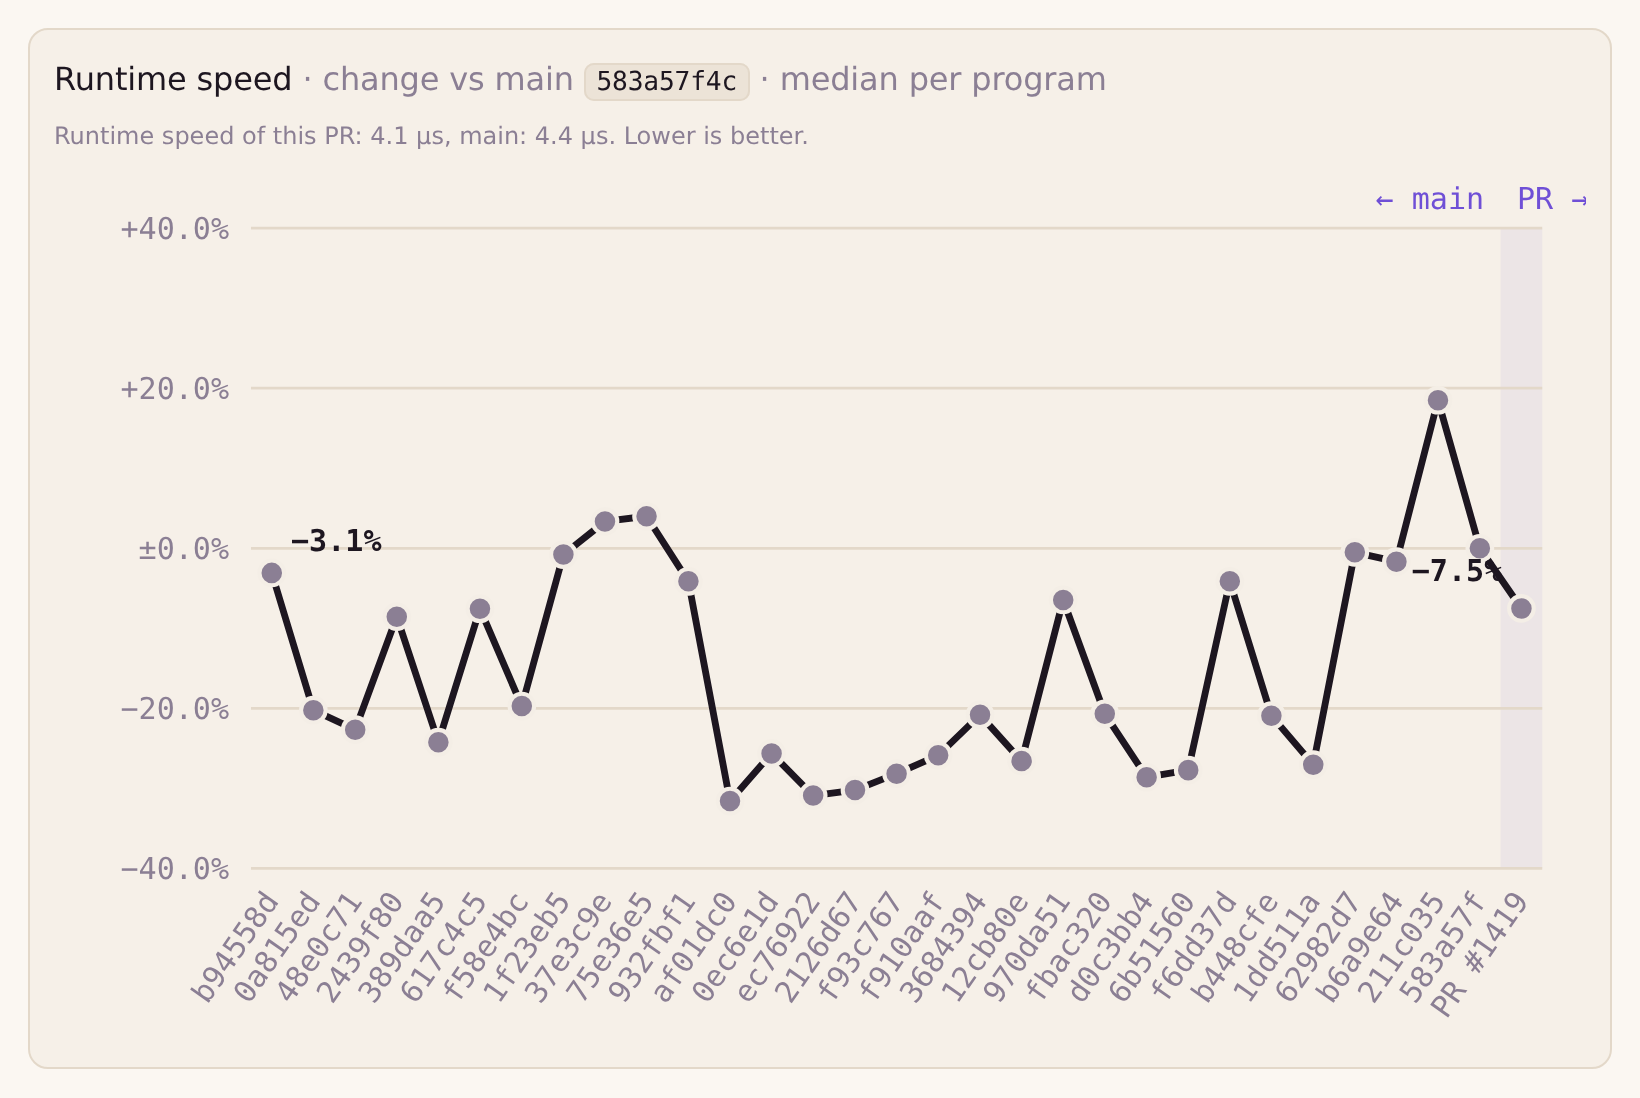 Runtime speed · change vs main 583a57f4c · median per program
Runtime speed of this PR: 4.1 µs, main: 4.4 µs. Lower is better.
← main PR →
+40.0%
+20.0%
±0.0%
−20.0%
−40.0%
−3.1%
−7.5%
b94558d
0a815ed
48e0c71
2439f80
389daa5
617c4c5
f58e4bc
1f23eb5
37e3c9e
75e36e5
932fbf1
af01dc0
0ec6e1d
ec76922
2126d67
f93c767
f910aaf
3684394
12cb80e
970da51
fbac320
d0c3bb4
6b51560
f6dd37d
b448cfe
1dd511a
62982d7
b6a9e64
211c035
583a57f
PR #1419